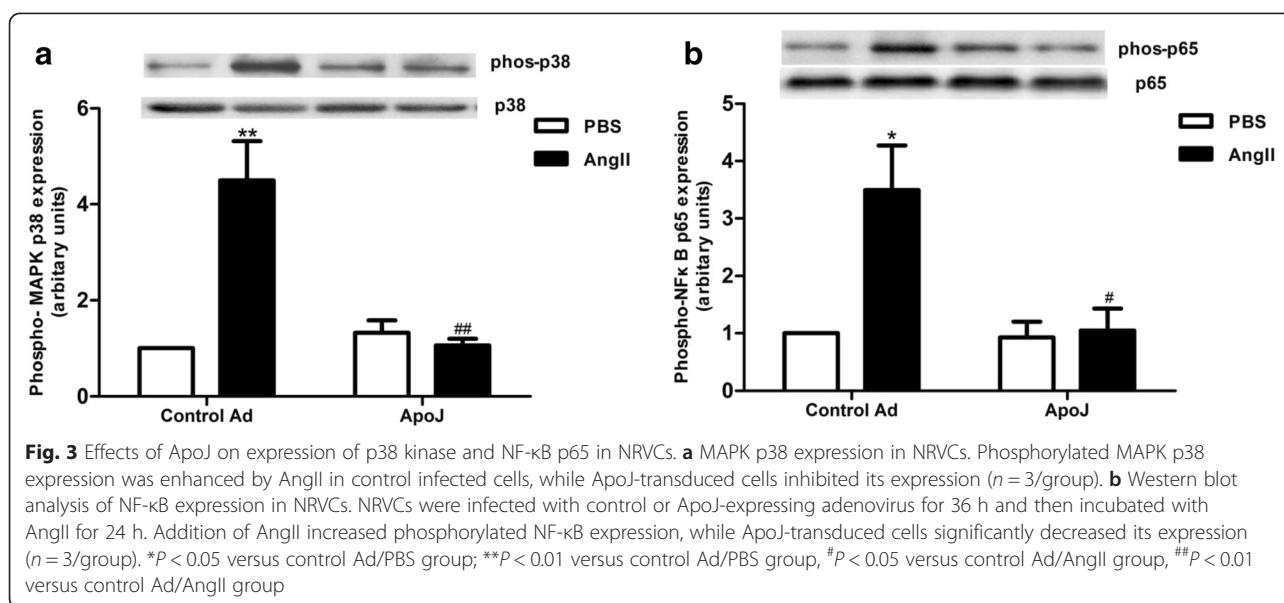 a
phos-p38
p38
6
4
2
0
Phospho- MAPK p38 expression
(arbitary units)
**
##
PBS
AngII
Control Ad
ApoJ
b
phos-p65
p65
5
4
3
2
1
0
Phospho-NFκ B p65 expression
(arbitary units)
*
#
PBS
AngII
Control Ad
ApoJ
Fig. 3 Effects of ApoJ on expression of p38 kinase and NF-κB p65 in NRVCs. a MAPK p38 expression in NRVCs. Phosphorylated MAPK p38
expression was enhanced by AngII in control infected cells, while ApoJ-transduced cells inhibited its expression (n = 3/group). b Western blot
analysis of NF-κB expression in NRVCs. NRVCs were infected with control or ApoJ-expressing adenovirus for 36 h and then incubated with
AngII for 24 h. Addition of AngII increased phosphorylated NF-κB expression, while ApoJ-transduced cells significantly decreased its expression
(n = 3/group). *P < 0.05 versus control Ad/PBS group; **P < 0.01 versus control Ad/PBS group, #P < 0.05 versus control Ad/AngII group, ##P < 0.01
versus control Ad/AngII group